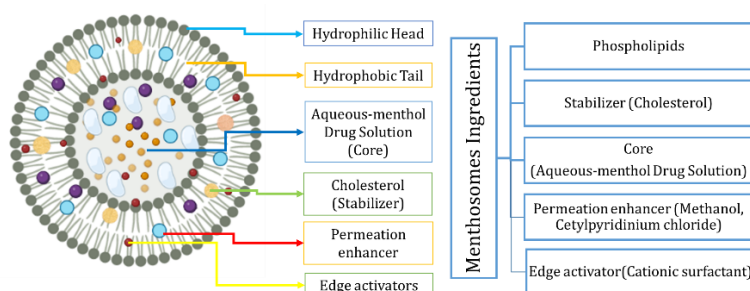 Hydrophilic Head
Hydrophobic Tail
Aqueous-menthol
Drug Solution
(Core)
Cholesterol
(Stabilizer)
Permeation
enhancer
Edge activators
Menthosomes Ingredients
Phospholipids
Stabilizer (Cholesterol)
Core
(Aqueous-menthol Drug Solution)
Permeation enhancer (Methanol,
Cetylpyridinium chloride)
Edge activator(Cationic surfactant)